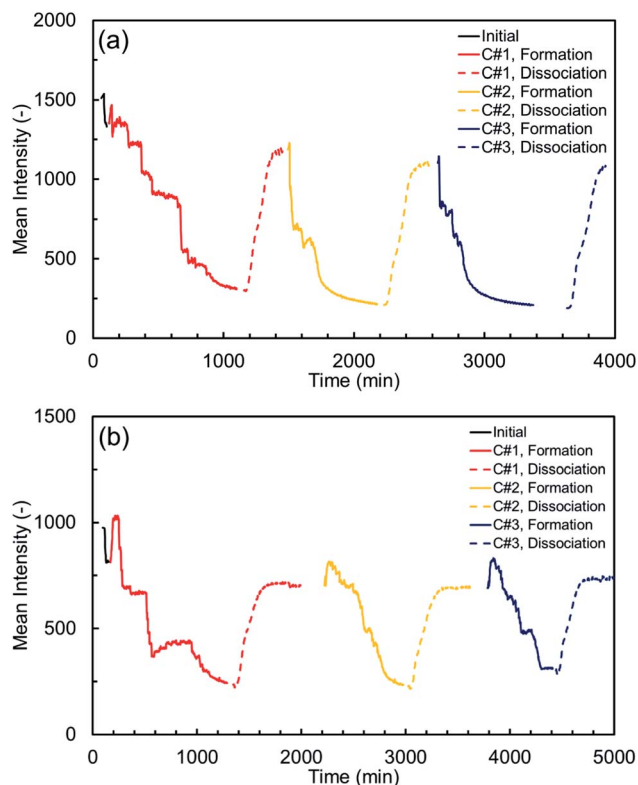 (a)
Initial
C#1, Formation
C#1, Dissociation
C#2, Formation
C#2, Dissociation
C#3, Formation
C#3, Dissociation
Mean Intensity (-)
2000
1500
1000
500
0
0 1000 2000 3000 4000
Time (min)
(b)
Initial
C#1, Formation
C#1, Dissociation
C#2, Formation
C#2, Dissociation
C#3, Formation
C#3, Dissociation
Mean Intensity (-)
1500
1000
500
0
0 1000 2000 3000 4000 5000
Time (min)